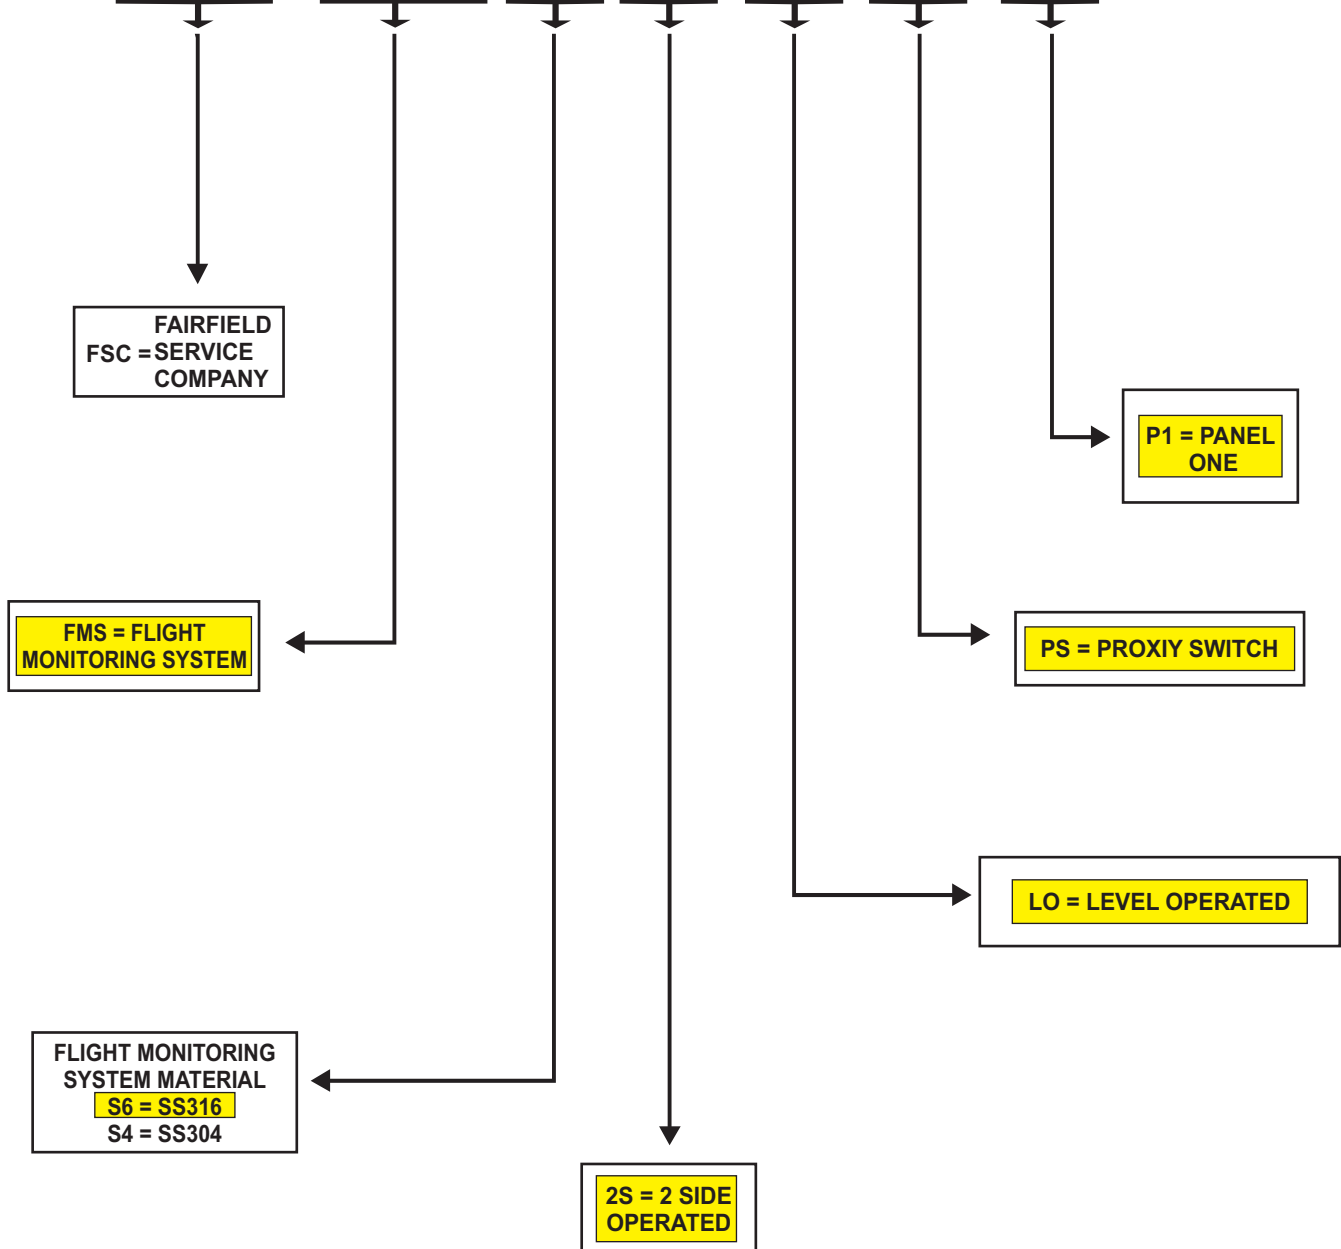 FAIRFIELD
FSC = SERVICE
COMPANY
P1 = PANEL
ONE
FMS = FLIGHT
MONITORING SYSTEM
PS = PROXIY SWITCH
LO = LEVEL OPERATED
FLIGHT MONITORING
SYSTEM MATERIAL
S6 = SS316
S4 = SS304
2S = 2 SIDE
OPERATED